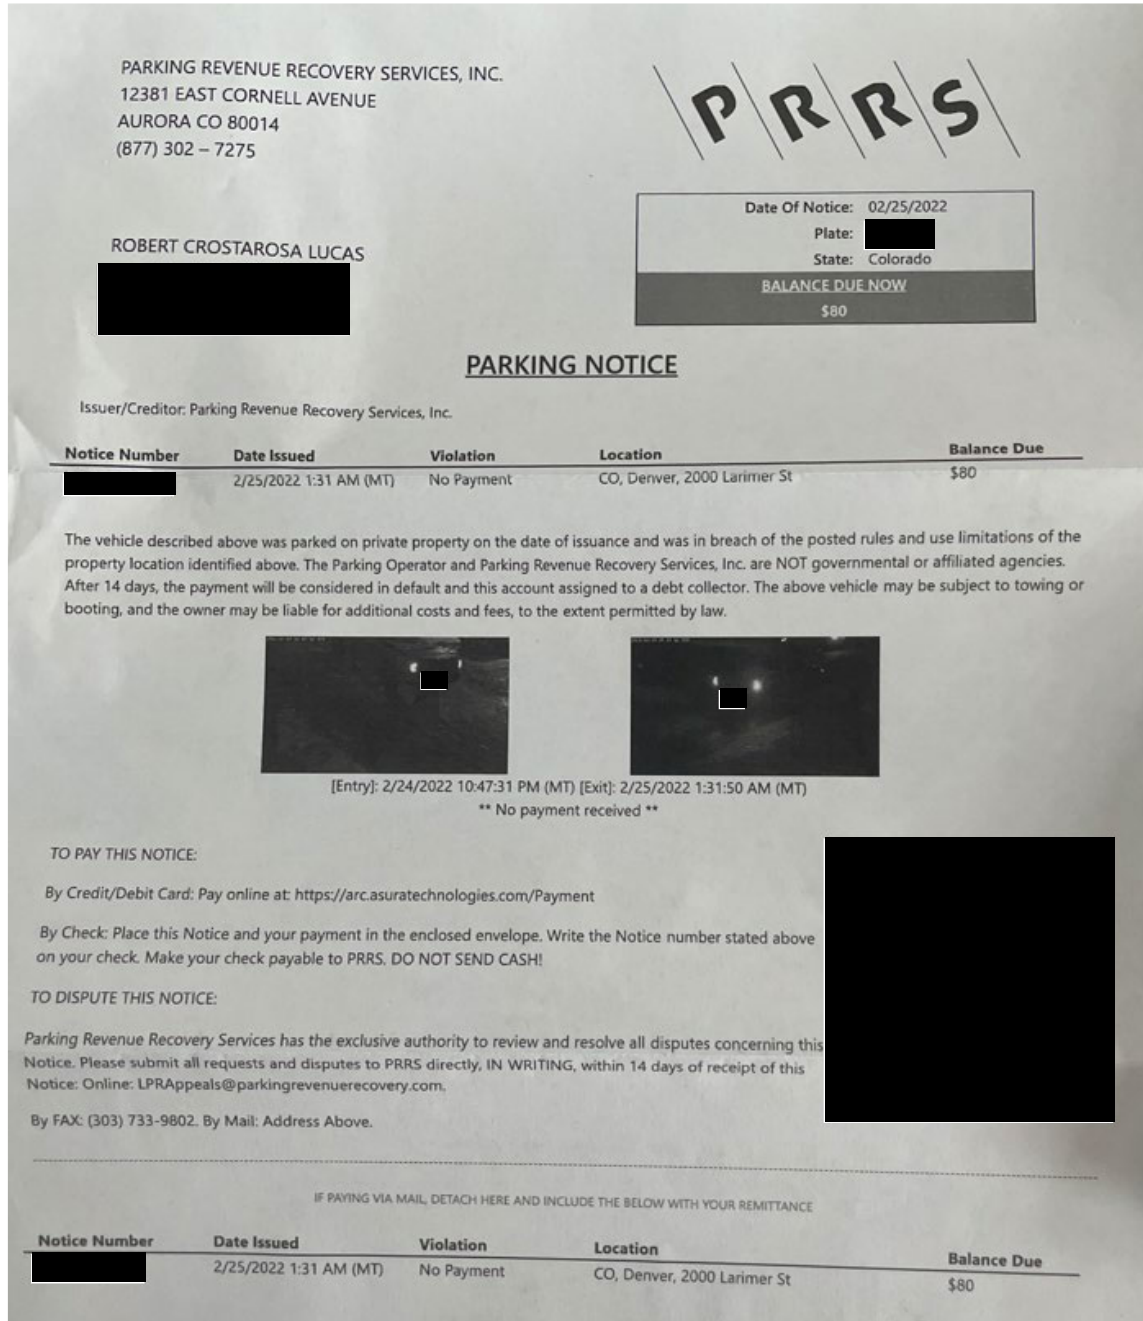 PARKING REVENUE RECOVERY SERVICES, INC.
12381 EAST CORNELL AVENUE
AURORA CO 80014
(877) 302 – 7275
PRRS
Date Of Notice: 02/25/2022
Plate:
State: Colorado
BALANCE DUE NOW
$80
ROBERT CROSTAROSA LUCAS
PARKING NOTICE
Issuer/Creditor: Parking Revenue Recovery Services, Inc.
Notice Number Date Issued Violation Location Balance Due
2/25/2022 1:31 AM (MT) No Payment CO, Denver, 2000 Larimer St $80
The vehicle described above was parked on private property on the date of issuance and was in breach of the posted rules and use limitations of the
property location identified above. The Parking Operator and Parking Revenue Recovery Services, Inc. are NOT governmental or affiliated agencies.
After 14 days, the payment will be considered in default and this account assigned to a debt collector. The above vehicle may be subject to towing or
booting, and the owner may be liable for additional costs and fees, to the extent permitted by law.
[Entry]: 2/24/2022 10:47:31 PM (MT) [Exit]: 2/25/2022 1:31:50 AM (MT)
** No payment received **
TO PAY THIS NOTICE:
By Credit/Debit Card: Pay online at: https://arc.asuratechnologies.com/Payment
By Check: Place this Notice and your payment in the enclosed envelope. Write the Notice number stated above
on your check. Make your check payable to PRRS. DO NOT SEND CASH!
TO DISPUTE THIS NOTICE:
Parking Revenue Recovery Services has the exclusive authority to review and resolve all disputes concerning this
Notice. Please submit all requests and disputes to PRRS directly, IN WRITING, within 14 days of receipt of this
Notice: Online: LPRAppeals@parkingrevenuerecovery.com.
By FAX: (303) 733-9802. By Mail: Address Above.
IF PAYING VIA MAIL, DETACH HERE AND INCLUDE THE BELOW WITH YOUR REMITTANCE
Notice Number Date Issued Violation Location Balance Due
2/25/2022 1:31 AM (MT) No Payment CO, Denver, 2000 Larimer St $80